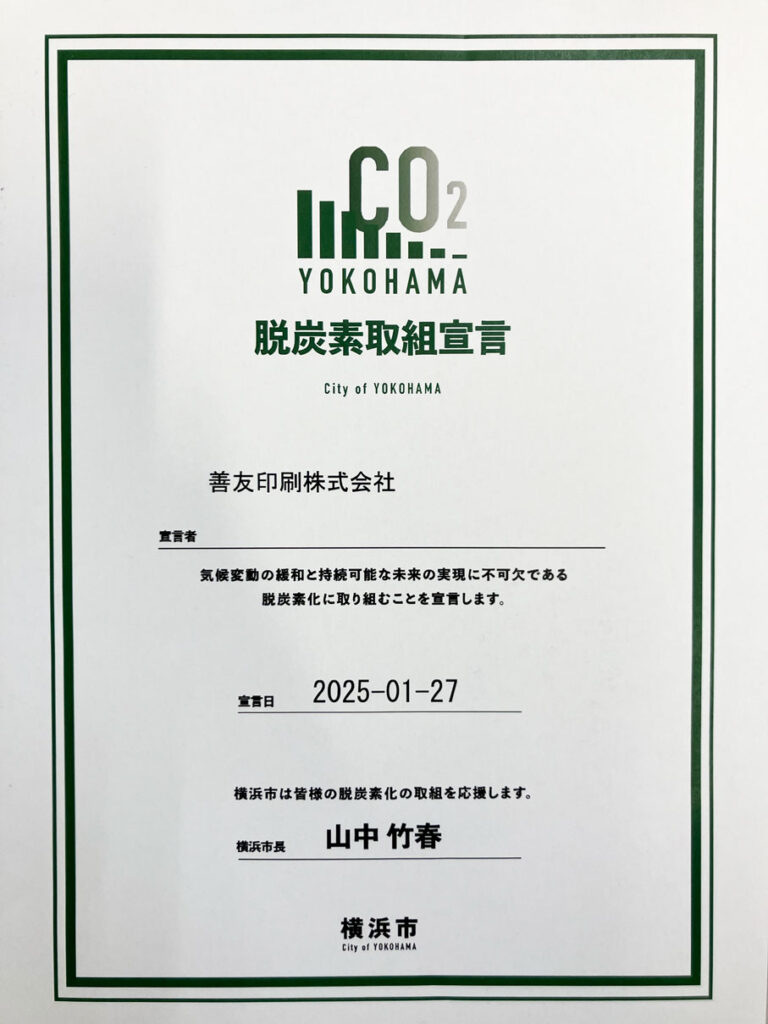 CO2
YOKOHAMA
脱炭素取組宣言
City of YOKOHAMA
善友印刷株式会社
宣言者
気候変動の緩和と持続可能な未来の実現に不可欠である
脱炭素化に取り組むことを宣言します。
宣言日 2025-01-27
横浜市は皆様の脱炭素化の取組を応援します。
横浜市長 山中 竹春
横浜市
City of YOKOHAMA